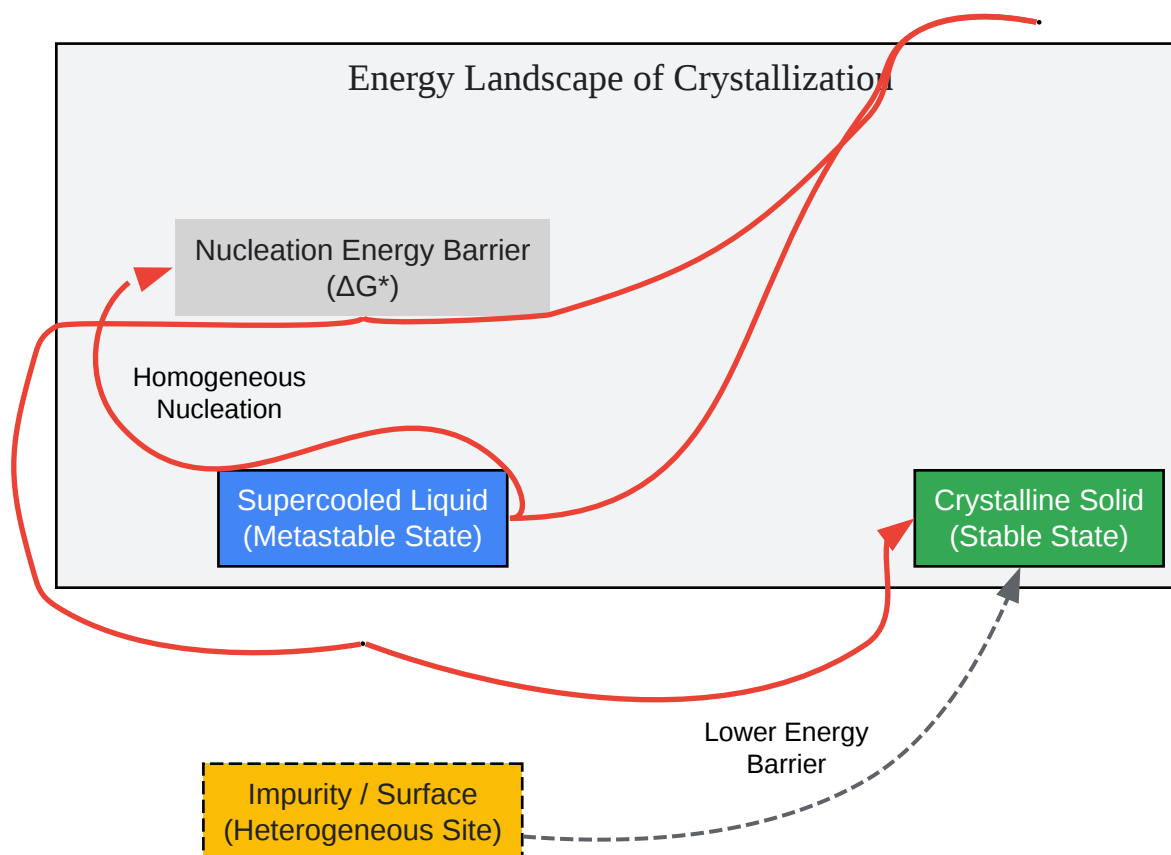 Energy Landscape of Crystallization
Nucleation Energy Barrier
(ΔG*)
Homogeneous
Nucleation
Supercooled Liquid
(Metastable State)
Crystalline Solid
(Stable State)
Lower Energy
Barrier
Impurity / Surface
(Heterogeneous Site)